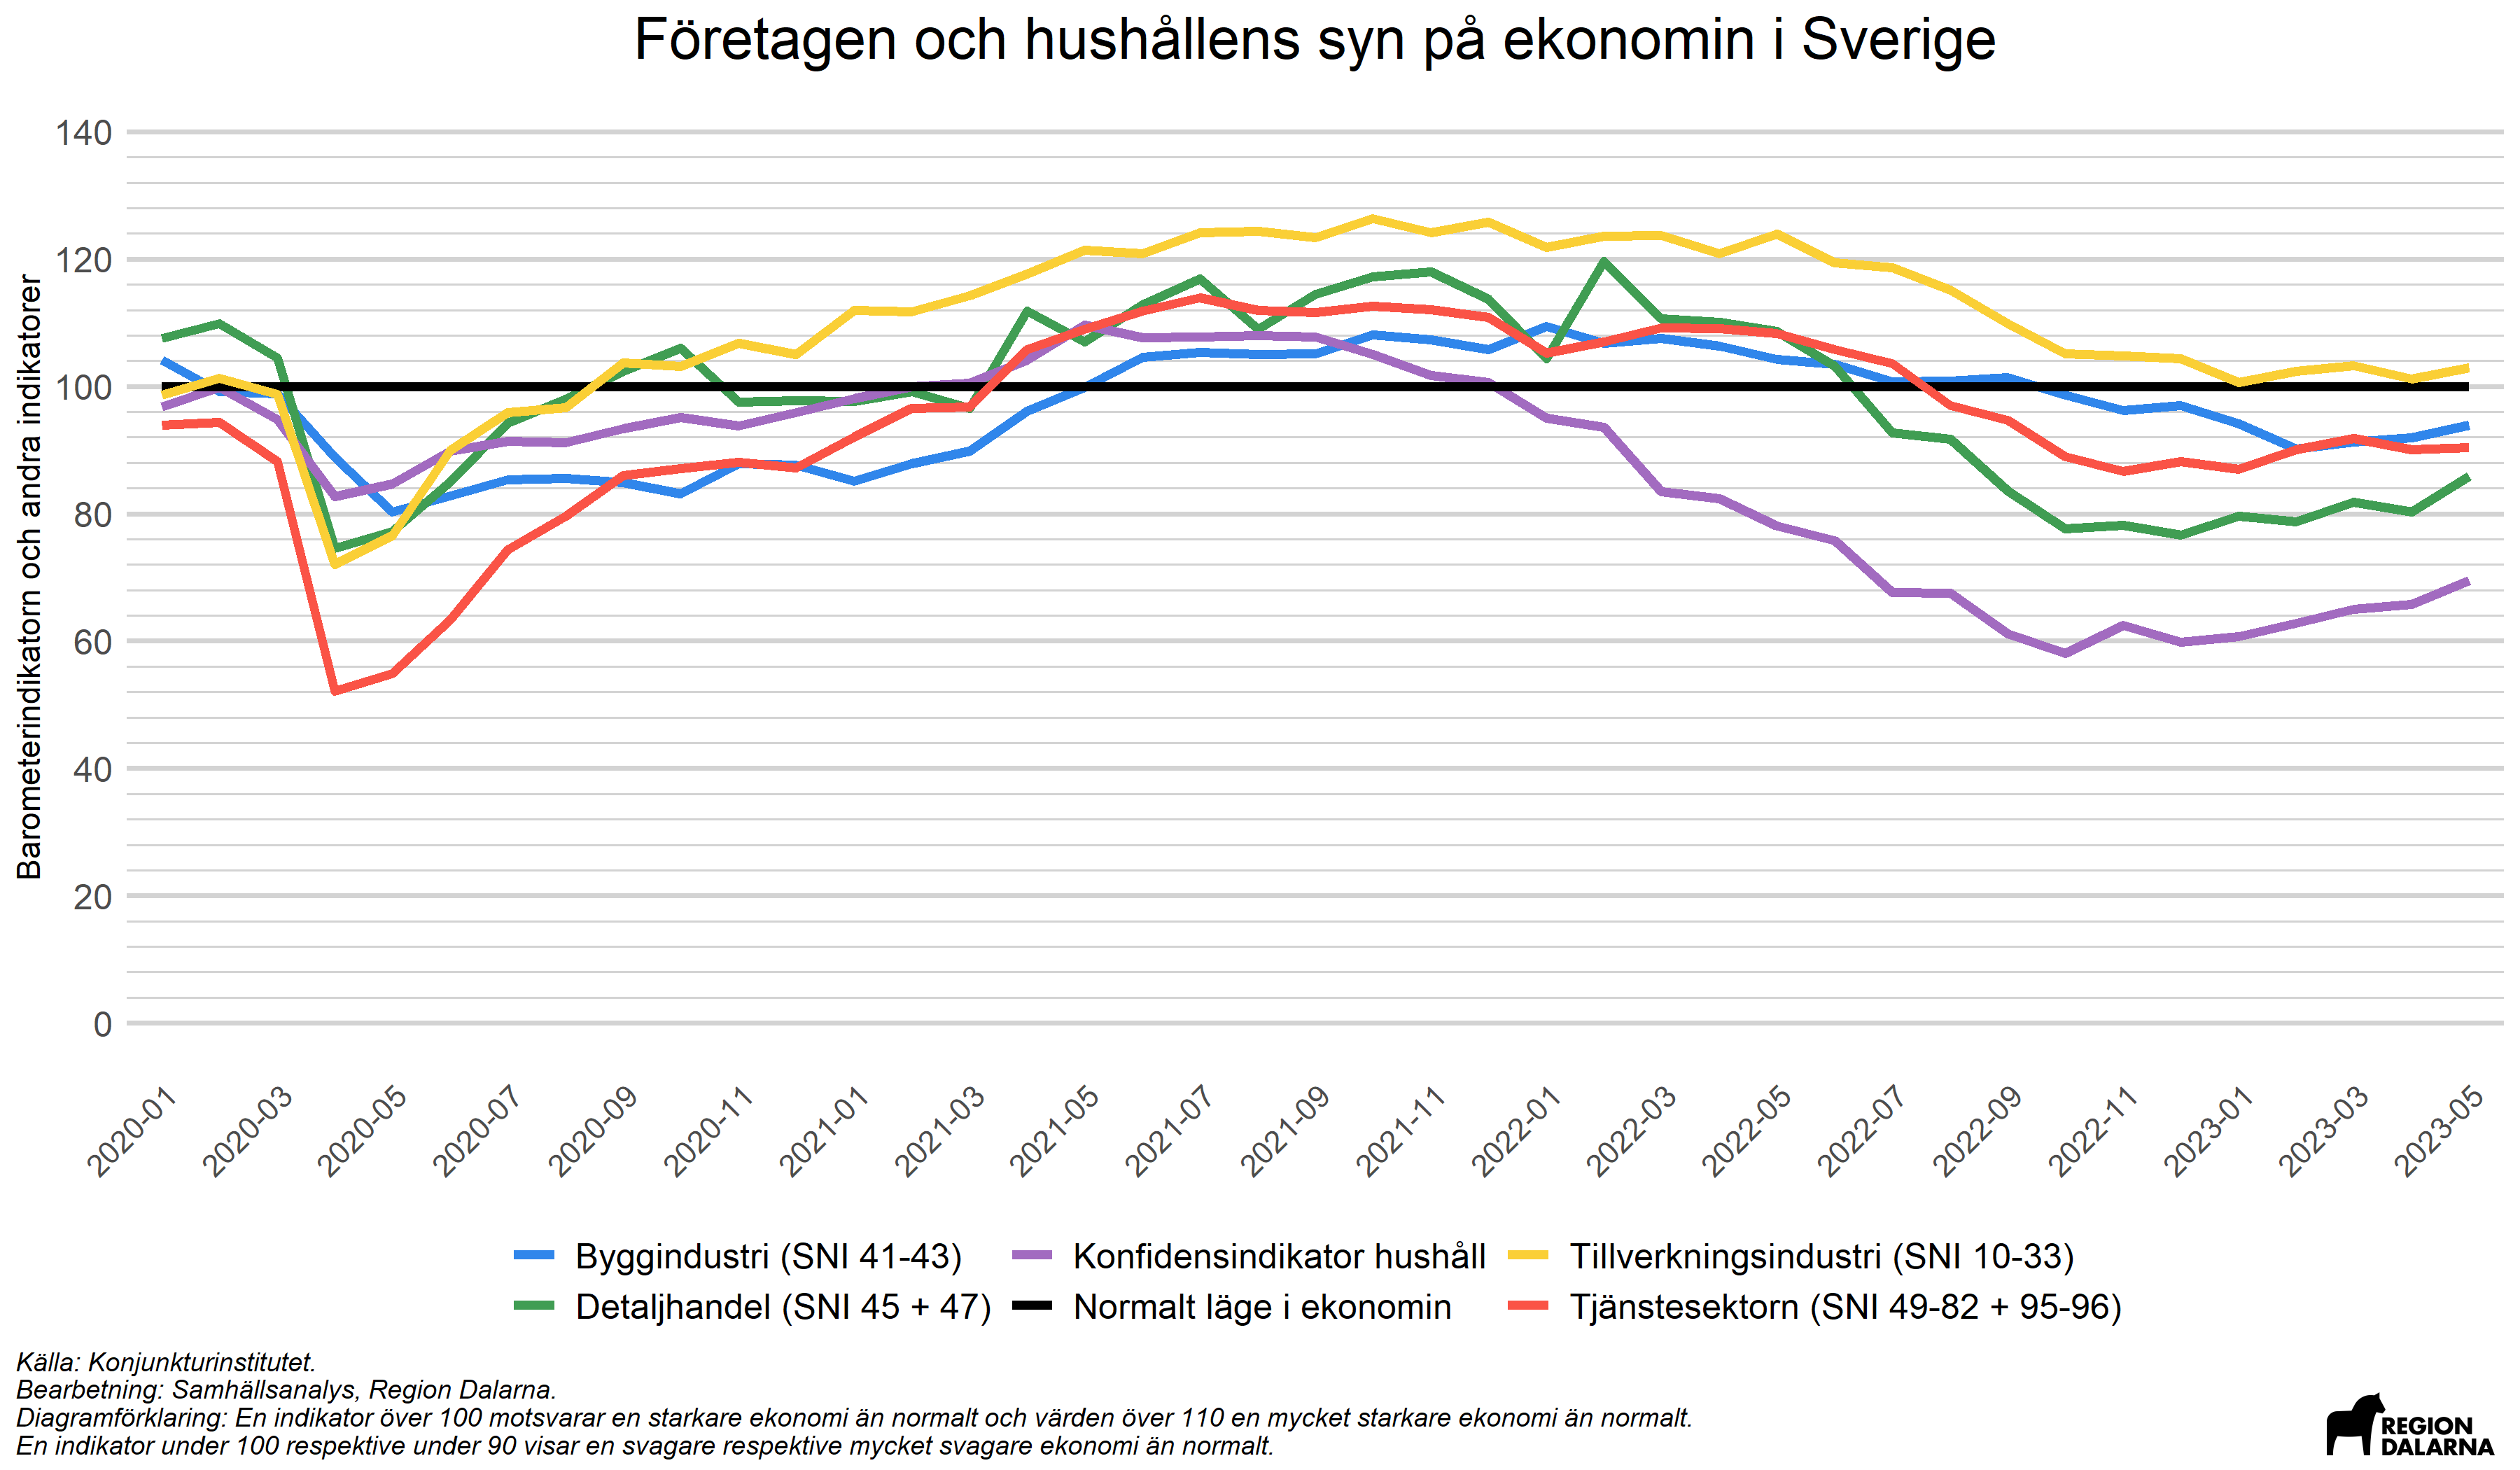 Företagen och hushållens syn på ekonomin i Sverige
Barometerindikatorn och andra indikatorer
140
120
100
80
60
40
20
0
2020-01
2020-03
2020-05
2020-07
2020-09
2020-11
2021-01
2021-03
2021-05
2021-07
2021-09
2021-11
2022-01
2022-03
2022-05
2022-07
2022-09
2022-11
2023-01
2023-03
2023-05
Byggindustri (SNI 41-43)
Konfidensindikator hushåll
Tillverkningsindustri (SNI 10-33)
Detaljhandel (SNI 45 + 47)
Normalt läge i ekonomin
Tjänstesektorn (SNI 49-82 + 95-96)
Källa: Konjunkturinstitutet.
Bearbetning: Samhällsanalys, Region Dalarna.
Diagramförklaring: En indikator över 100 motsvarar en starkare ekonomi än normalt och värden över 110 en mycket starkare ekonomi än normalt.
En indikator under 100 respektive under 90 visar en svagare respektive mycket svagare ekonomi än normalt.
REGION
DALARNA